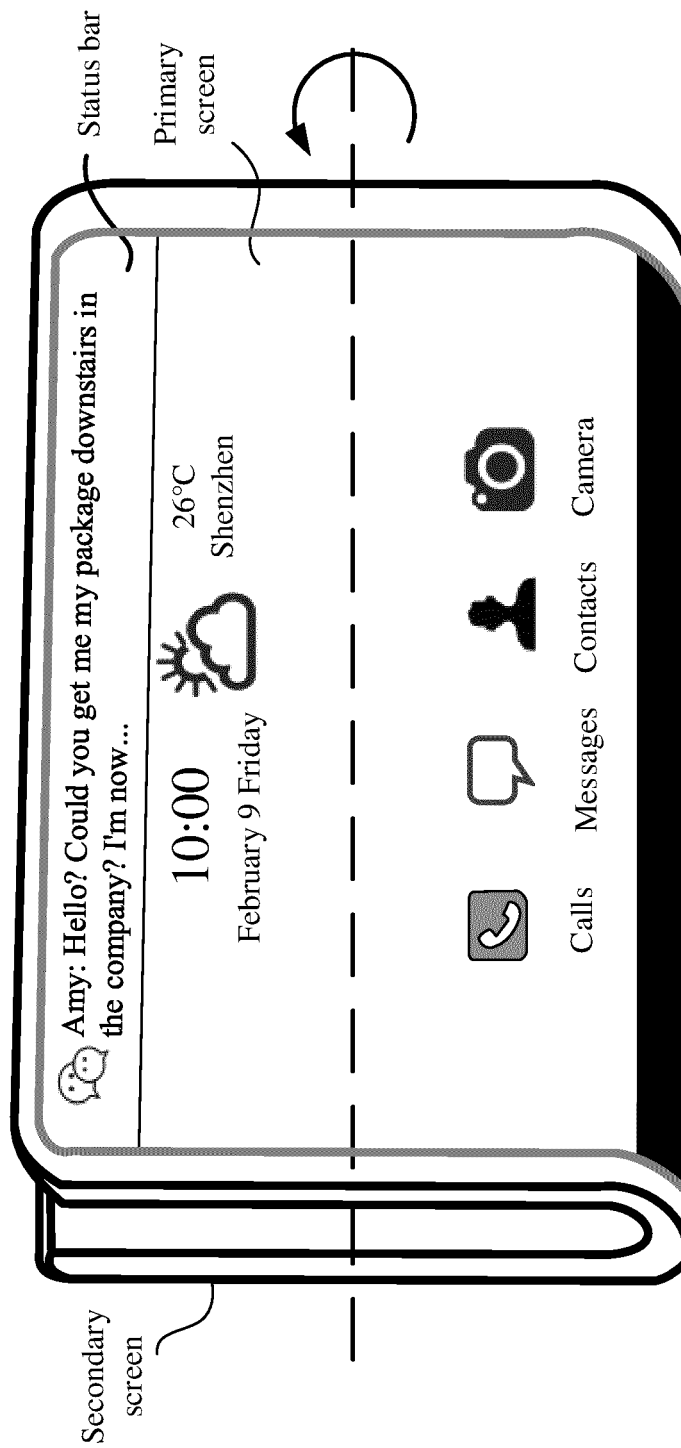 Status bar
Primary
screen
Amy: Hello? Could you get me my package downstairs in
the company? I'm now...
10:00
February 9 Friday
26°C
Shenzhen
Calls
Messages
Contacts
Camera
Secondary
screen